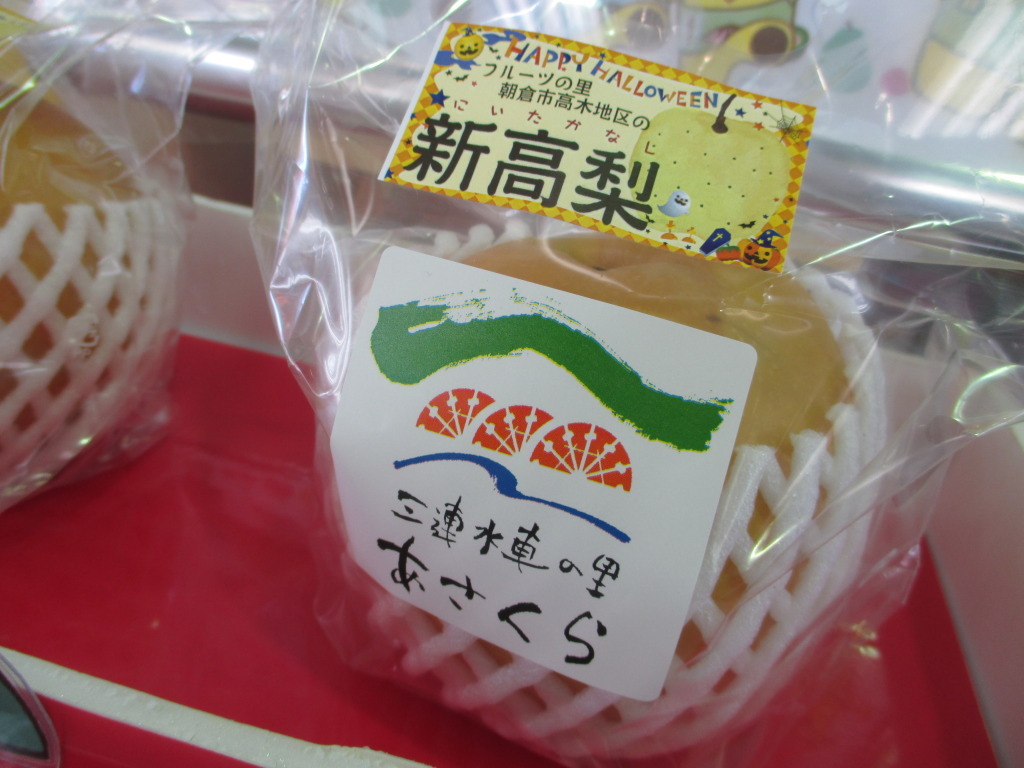 HAPPY HALLOWEEN
フルーツの里
朝倉市高木地区の
にいたかなし
新高梨
三連水車の里
あさくら